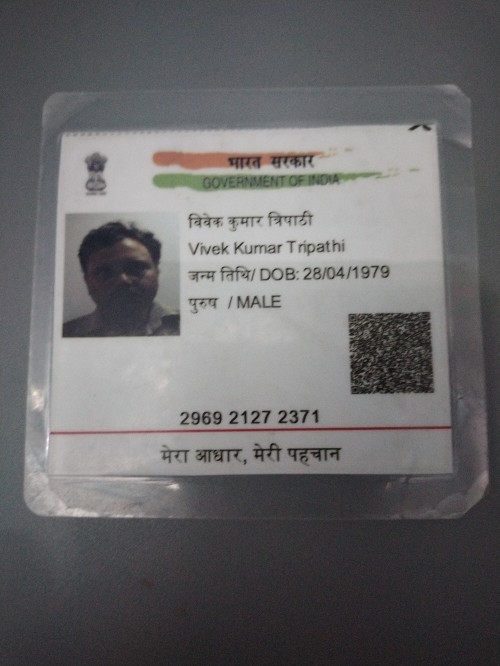 भारत सरकार
GOVERNMENT OF INDIA
विवेक कुमार त्रिपाठी
Vivek Kumar Tripathi
जन्म तिथि/ DOB: 28/04/1979
पुरुष / MALE
2969 2127 2371
मेरा आधार, मेरी पहचान